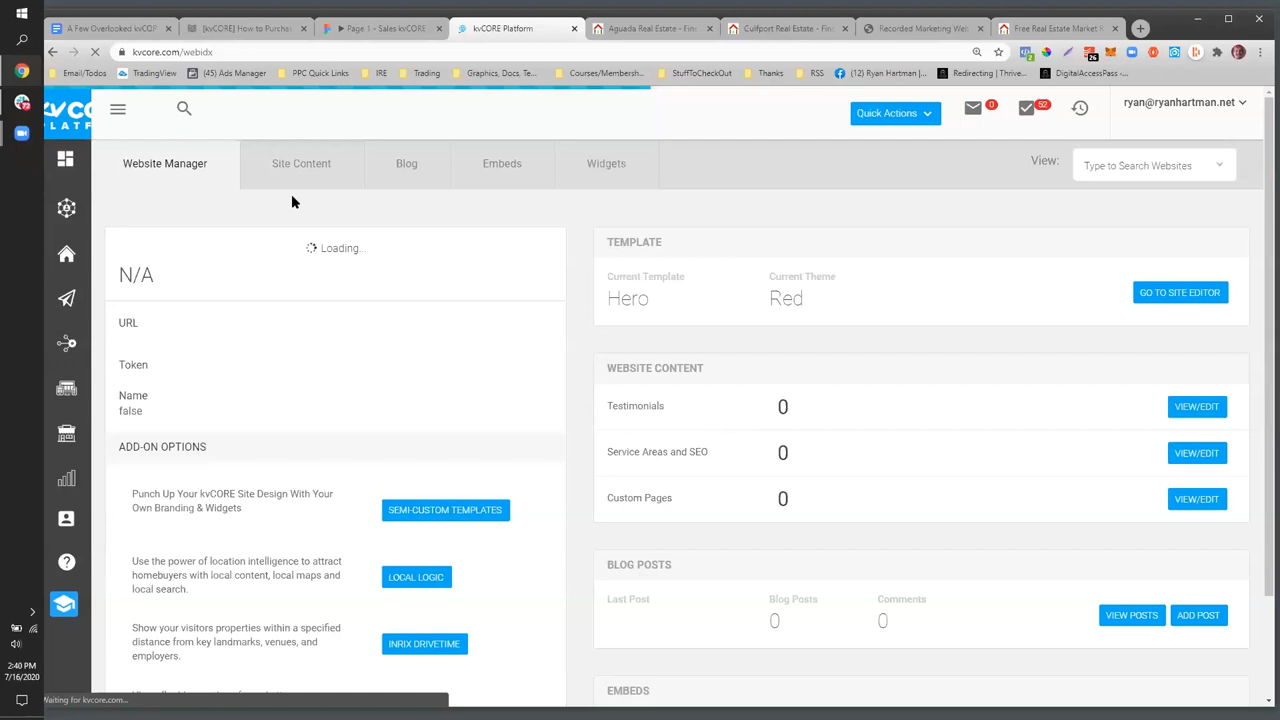 A Few Overlooked kvCOP
[kvCORE] How to Purchas
Page 1 - Sales kvCORE
kvCORE Platform
Aguada Real Estate - Fin
Gulfport Real Estate - Fin
Recorded Marketing Web
Free Real Estate Market R
kvcore.com/webidx
Email/Todos
TradingView
(45) Ads Manager
PPC Quick Links
IRE
Trading
Graphics, Docs, Te...
Courses/Membersh...
StuffToCheckOut
Thanks
RSS
(12) Ryan Hartman |...
Redirecting | Thrive...
DigitalAccessPass -...
2
26
kvCO
PLATF
Quick Actions
0
52
ryan@ryanhartman.net
Website Manager
Site Content
Blog
Embeds
Widgets
View:
Type to Search Websites
Loading...
N/A
URL
Token
Name
false
ADD-ON OPTIONS
Punch Up Your kvCORE Site Design With Your
Own Branding & Widgets
SEMI-CUSTOM TEMPLATES
Use the power of location intelligence to attract
homebuyers with local content, local maps and
local search.
LOCAL LOGIC
Show your visitors properties within a specified
distance from key landmarks, venues, and
employers.
INRIX DRIVETIME
TEMPLATE
Current Template
Current Theme
Hero
Red
GO TO SITE EDITOR
WEBSITE CONTENT
Testimonials
0
VIEW/EDIT
Service Areas and SEO
0
VIEW/EDIT
Custom Pages
0
VIEW/EDIT
BLOG POSTS
Last Post
Blog Posts
Comments
0
0
VIEW POSTS
ADD POST
EMBEDS
Waiting for kvcore.com...
2:40 PM
7/16/2020